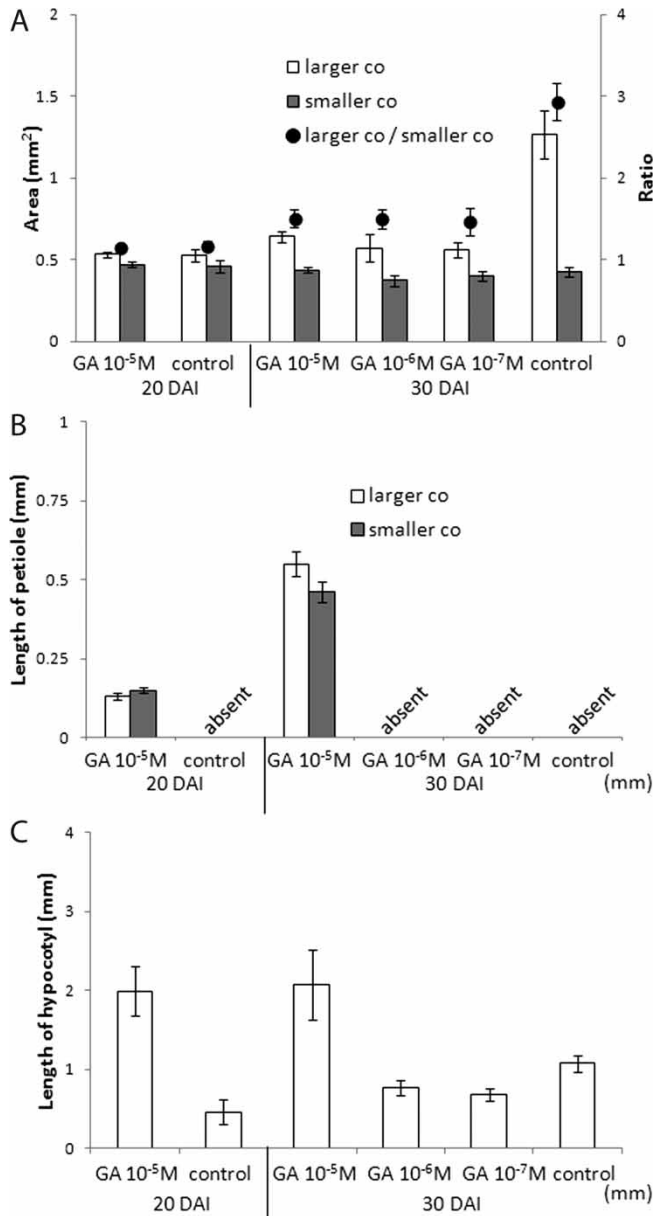 A
2
1.5
1
0.5
0
Area (mm²)
4
3
2
1
0
Ratio
larger co
smaller co
larger co / smaller co
GA 10⁻⁵M control GA 10⁻⁵M GA 10⁻⁶M GA 10⁻⁷M control
20 DAI 30 DAI
B
1
0.75
0.5
0.25
0
Length of petiole (mm)
larger co
smaller co
absent absent absent absent
GA 10⁻⁵M control GA 10⁻⁵M GA 10⁻⁶M GA 10⁻⁷M control
20 DAI 30 DAI (mm)
C
4
3
2
1
0
Length of hypocotyl (mm)
GA 10⁻⁵M control GA 10⁻⁵M GA 10⁻⁶M GA 10⁻⁷M control
20 DAI 30 DAI (mm)